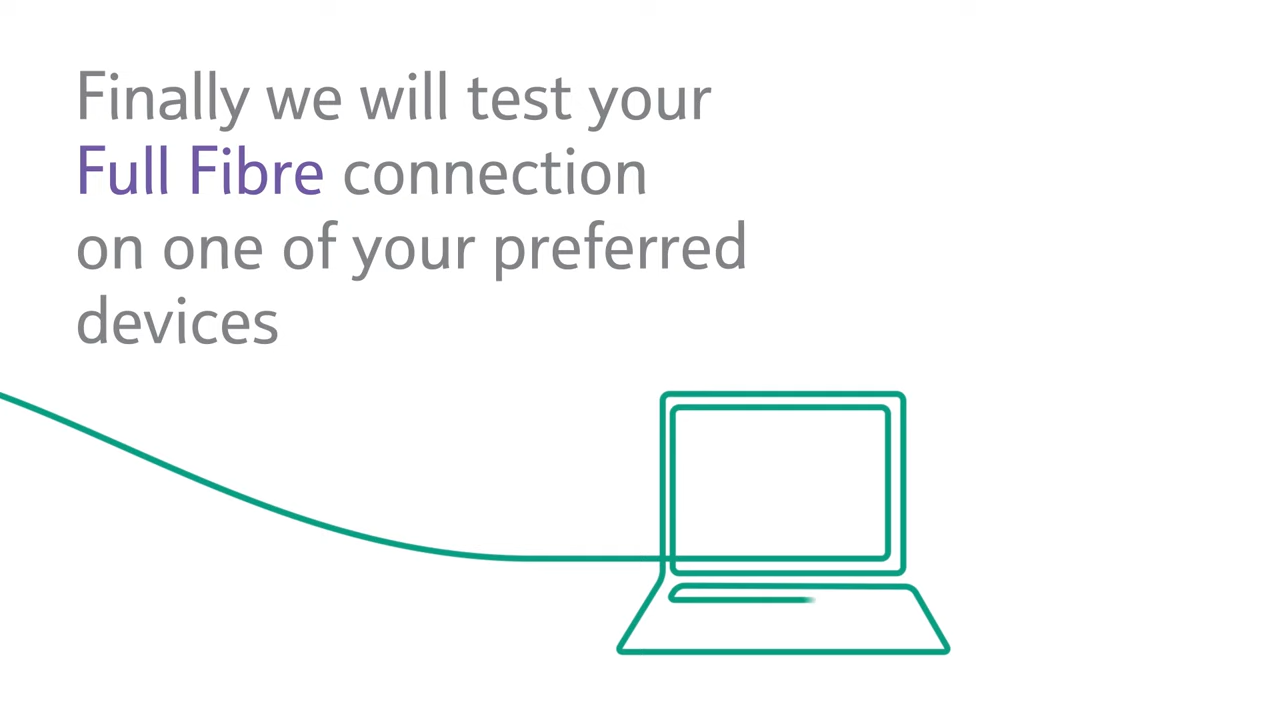 Finally we will test your
Full Fibre connection
on one of your preferred
devices